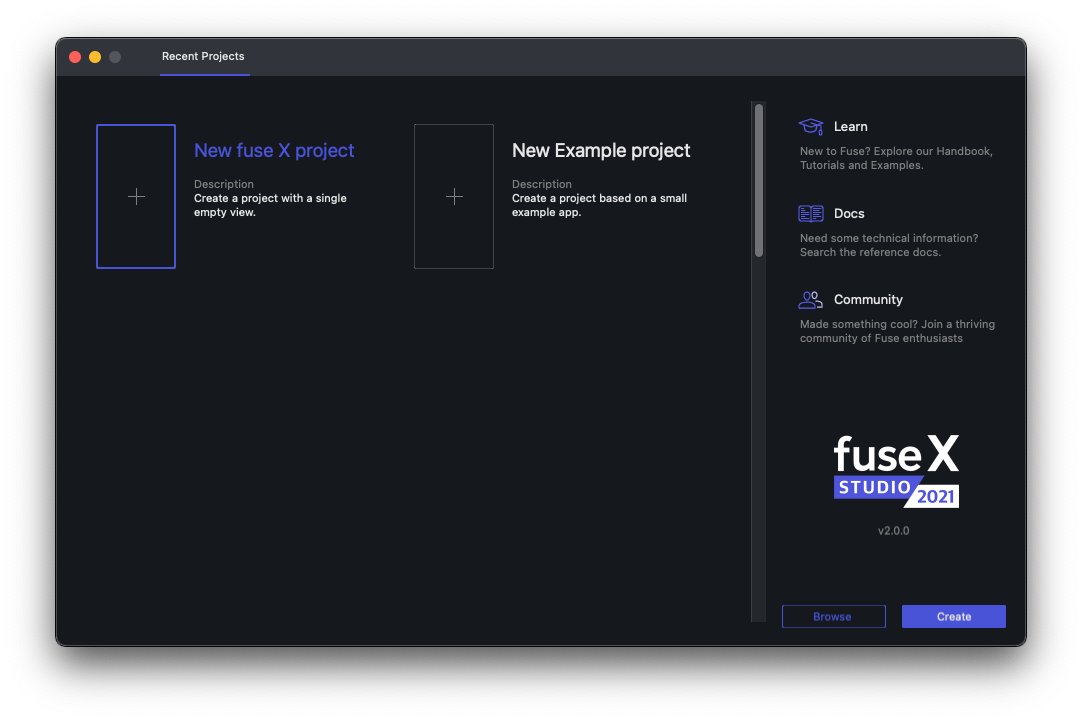 Recent Projects
New fuse X project
Description
Create a project with a single
empty view.
New Example project
Description
Create a project based on a small
example app.
Learn
New to Fuse? Explore our Handbook,
Tutorials and Examples.
Docs
Need some technical information?
Search the reference docs.
Community
Made something cool? Join a thriving
community of Fuse enthusiasts
fuse X
STUDIO
2021
v2.0.0
Browse
Create